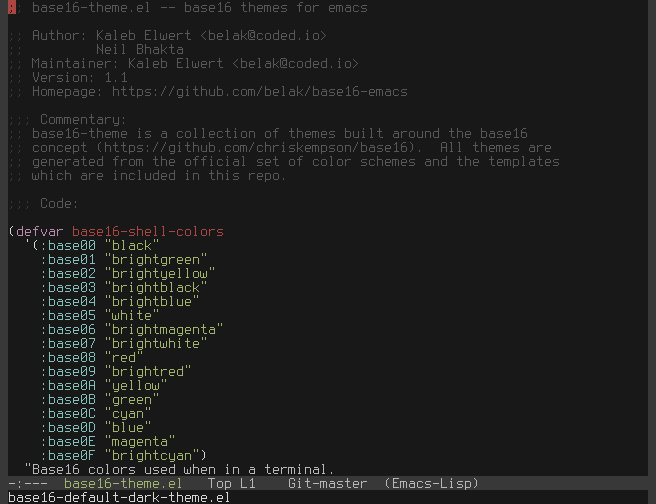 ;; base16-theme.el -- base16 themes for emacs
;; Author: Kaleb Elwert <belak@coded.io>
;;         Neil Bhakta
;; Maintainer: Kaleb Elwert <belak@coded.io>
;; Version: 1.1
;; Homepage: https://github.com/belak/base16-emacs
;;; Commentary:
;; base16-theme is a collection of themes built around the base16
;; concept (https://github.com/chriskempson/base16).  All themes are
;; generated from the official set of color schemes and the templates
;; which are included in this repo.
;;; Code:
(defvar base16-shell-colors
  '(:base00 "black"
    :base01 "brightgreen"
    :base02 "brightyellow"
    :base03 "brightblack"
    :base04 "brightblue"
    :base05 "white"
    :base06 "brightmagenta"
    :base07 "brightwhite"
    :base08 "red"
    :base09 "brightred"
    :base0A "yellow"
    :base0B "green"
    :base0C "cyan"
    :base0D "blue"
    :base0E "magenta"
    :base0F "brightcyan")
  "Base16 colors used when in a terminal.
-:---  base16-theme.el   Top L1    Git-master  (Emacs-Lisp)
base16-default-dark-theme.el